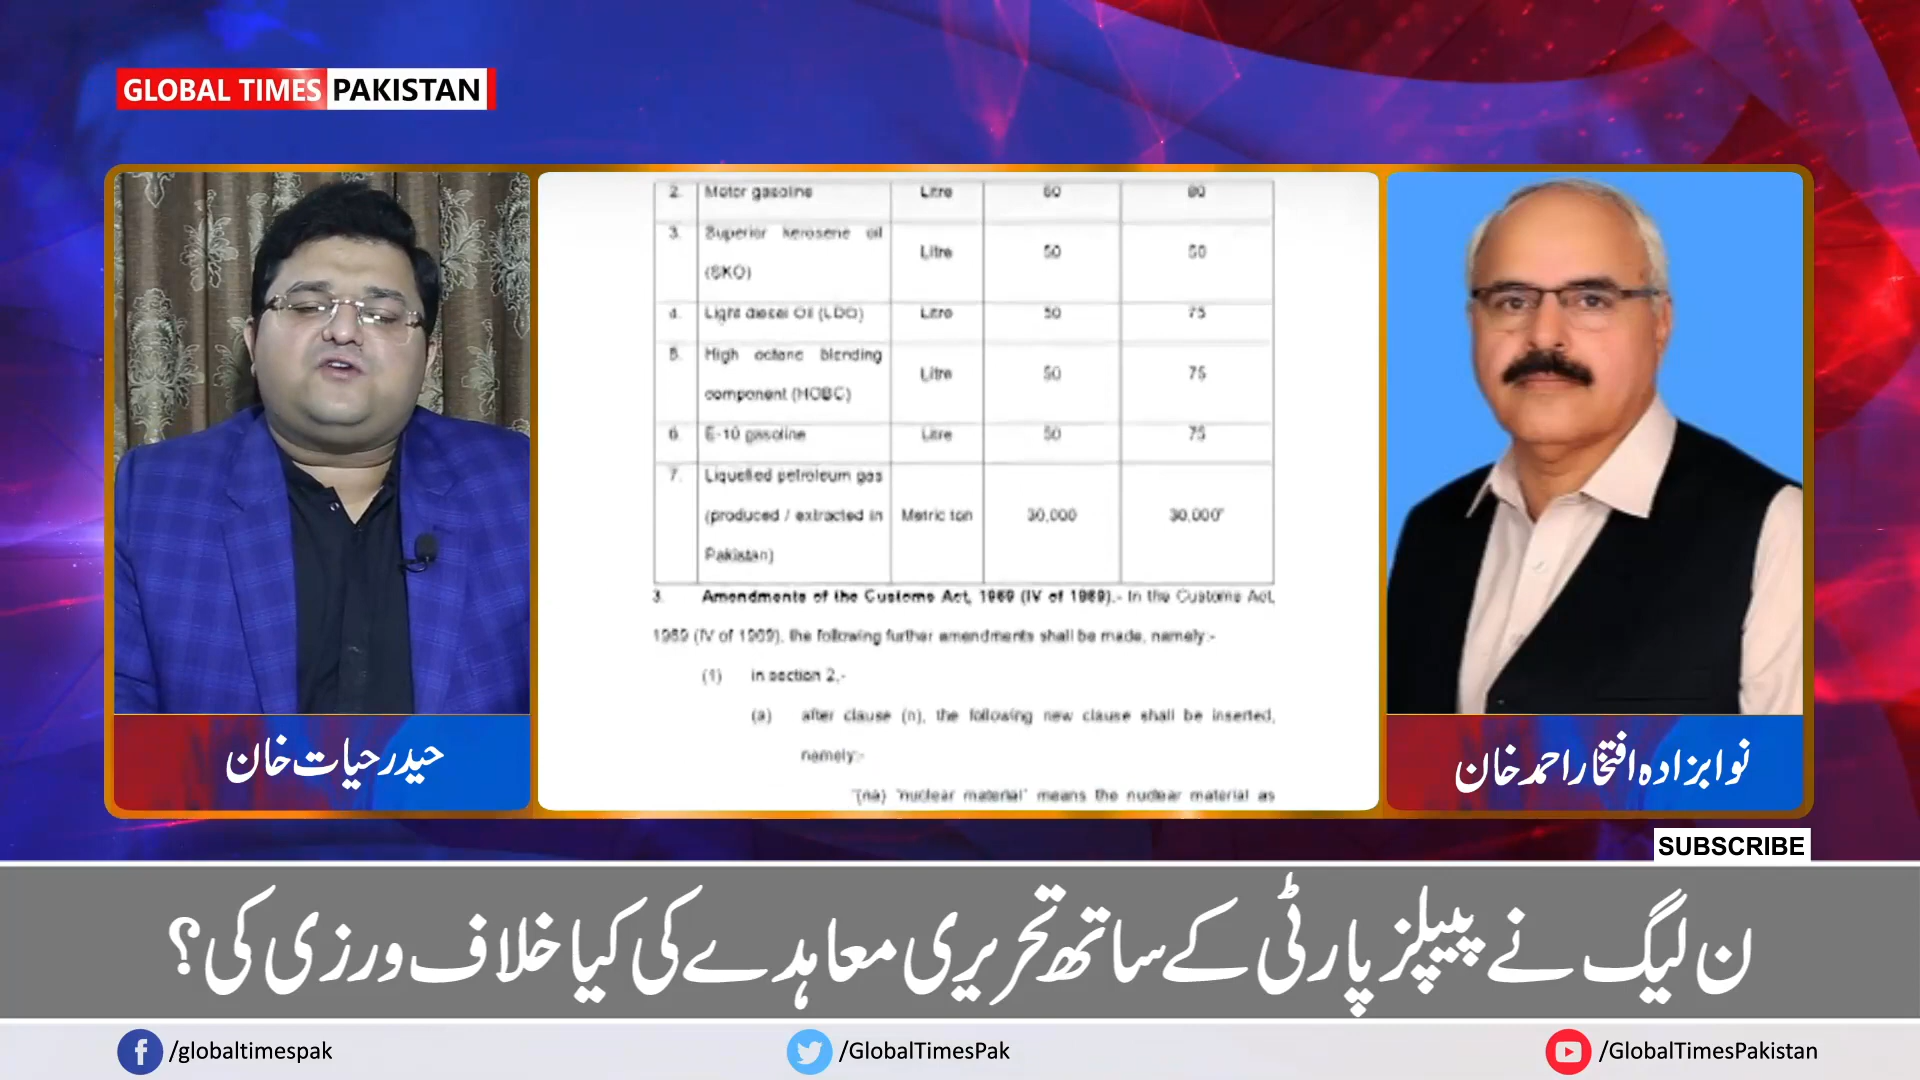 GLOBAL TIMES PAKISTAN
2. Motor gasoline Litre 60 80
3. Superior kerosene oil (SKO) Litre 50 50
4. Light diesel Oil (LDO) Litre 50 75
5. High octane blending component (HOBC) Litre 50 75
6. E-10 gasoline Litre 50 75
7. Liquefied petroleum gas (produced / extracted in Pakistan) Metric ton 30,000 30,000"
3. Amendments of the Customs Act, 1969 (IV of 1969).- In the Customs Act,
1969 (IV of 1969), the following further amendments shall be made, namely:-
(1) in section 2,-
(a) after clause (n), the following new clause shall be inserted,
namely:-
"(na) "nuclear material" means the nuclear material as
حیدر حیات خان
نوابزادہ افتخار احمد خان
SUBSCRIBE
ن لیگ نے پیپلز پارٹی کے ساتھ تحریری معاہدے کی کیا خلاف ورزی کی؟
/globaltimespak
/GlobalTimesPak
/GlobalTimesPakistan